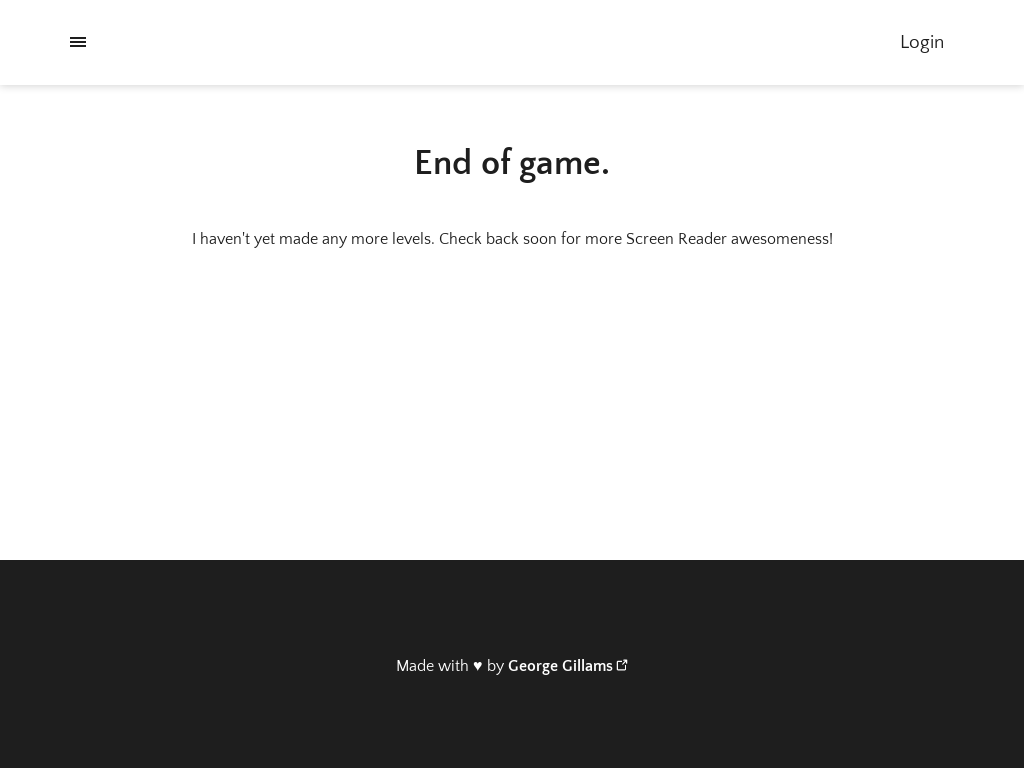 Login
End of game.
I haven't yet made any more levels. Check back soon for more Screen Reader awesomeness!
Made with ♥ by George Gillams